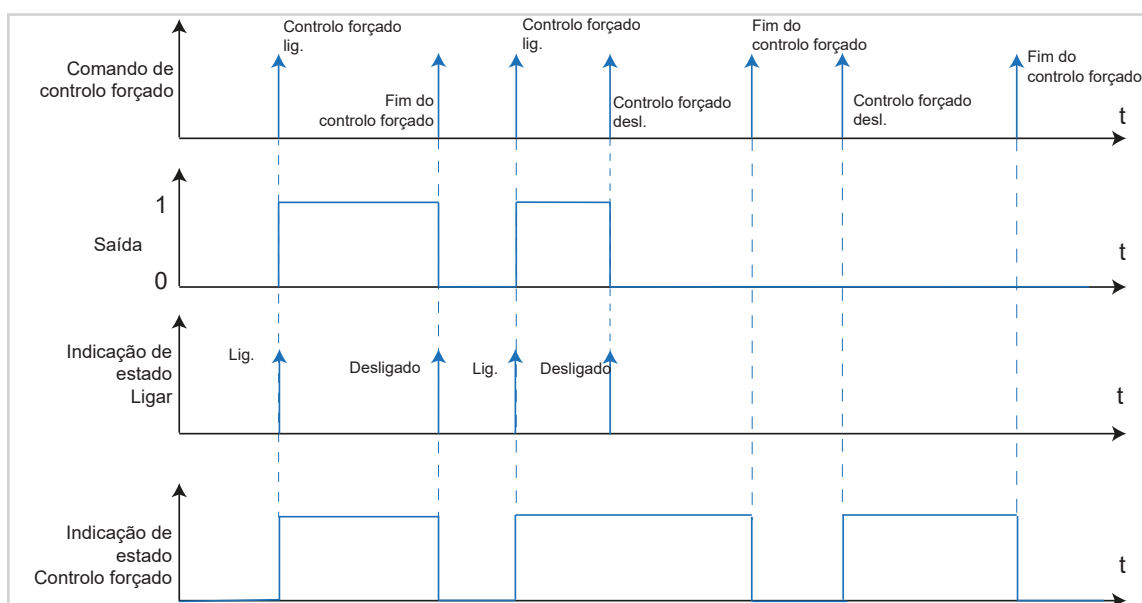 Controlo forçado
lig.
Controlo forçado
lig.
Fim do
controlo forçado
Fim do
controlo forçado
Comando de
controlo forçado
Fim do
controlo forçado
Controlo forçado
desl.
Controlo forçado
desl.
t
1
Saída
0
t
Indicação de
estado
Ligar
Lig.
Desligado
Lig.
Desligado
t
Indicação de
estado
Controlo forçado
t